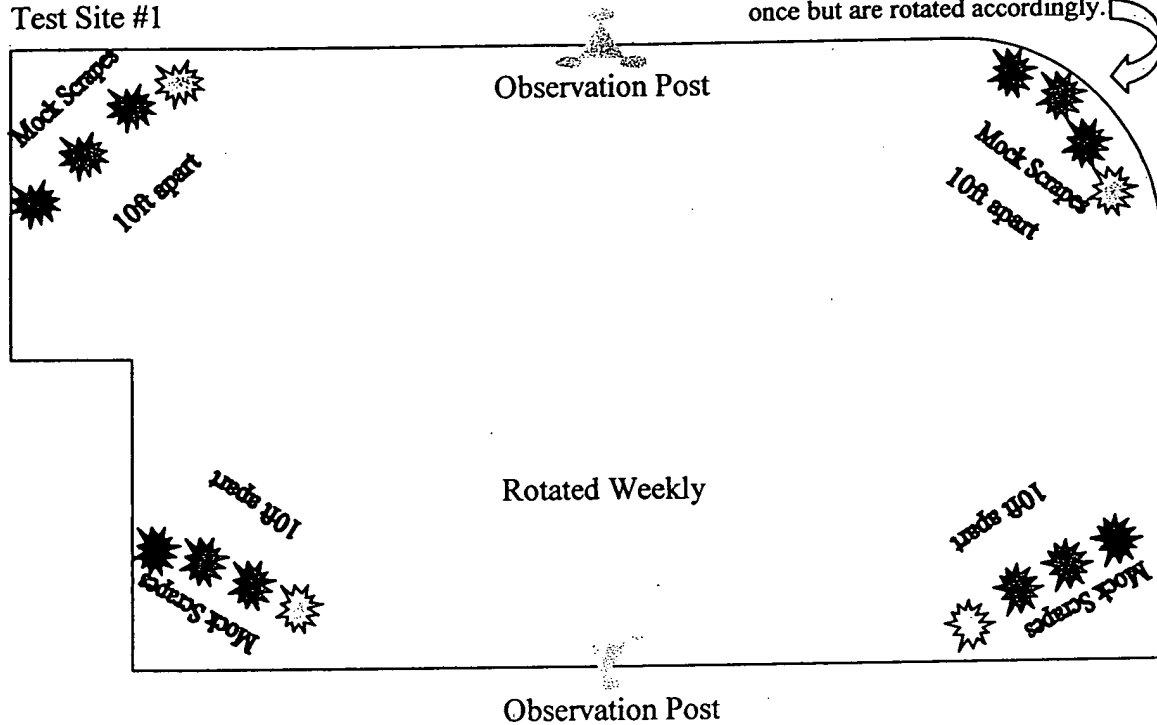 Test Site #1
once but are rotated accordingly.
Observation Post
Mock Scrapes
10ft apart
Mock Scrapes
10ft apart
Rotated Weekly
10ft apart
Mock Scrapes
10ft apart
Mock Scrapes
Observation Post